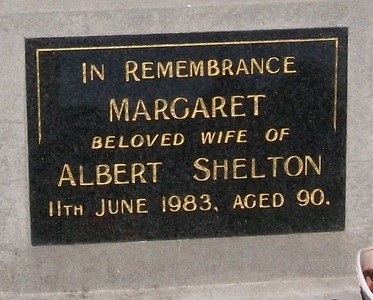 IN REMEMBRANCE
MARGARET
BELOVED WIFE OF
ALBERT SHELTON
11TH JUNE 1983, AGED 90.